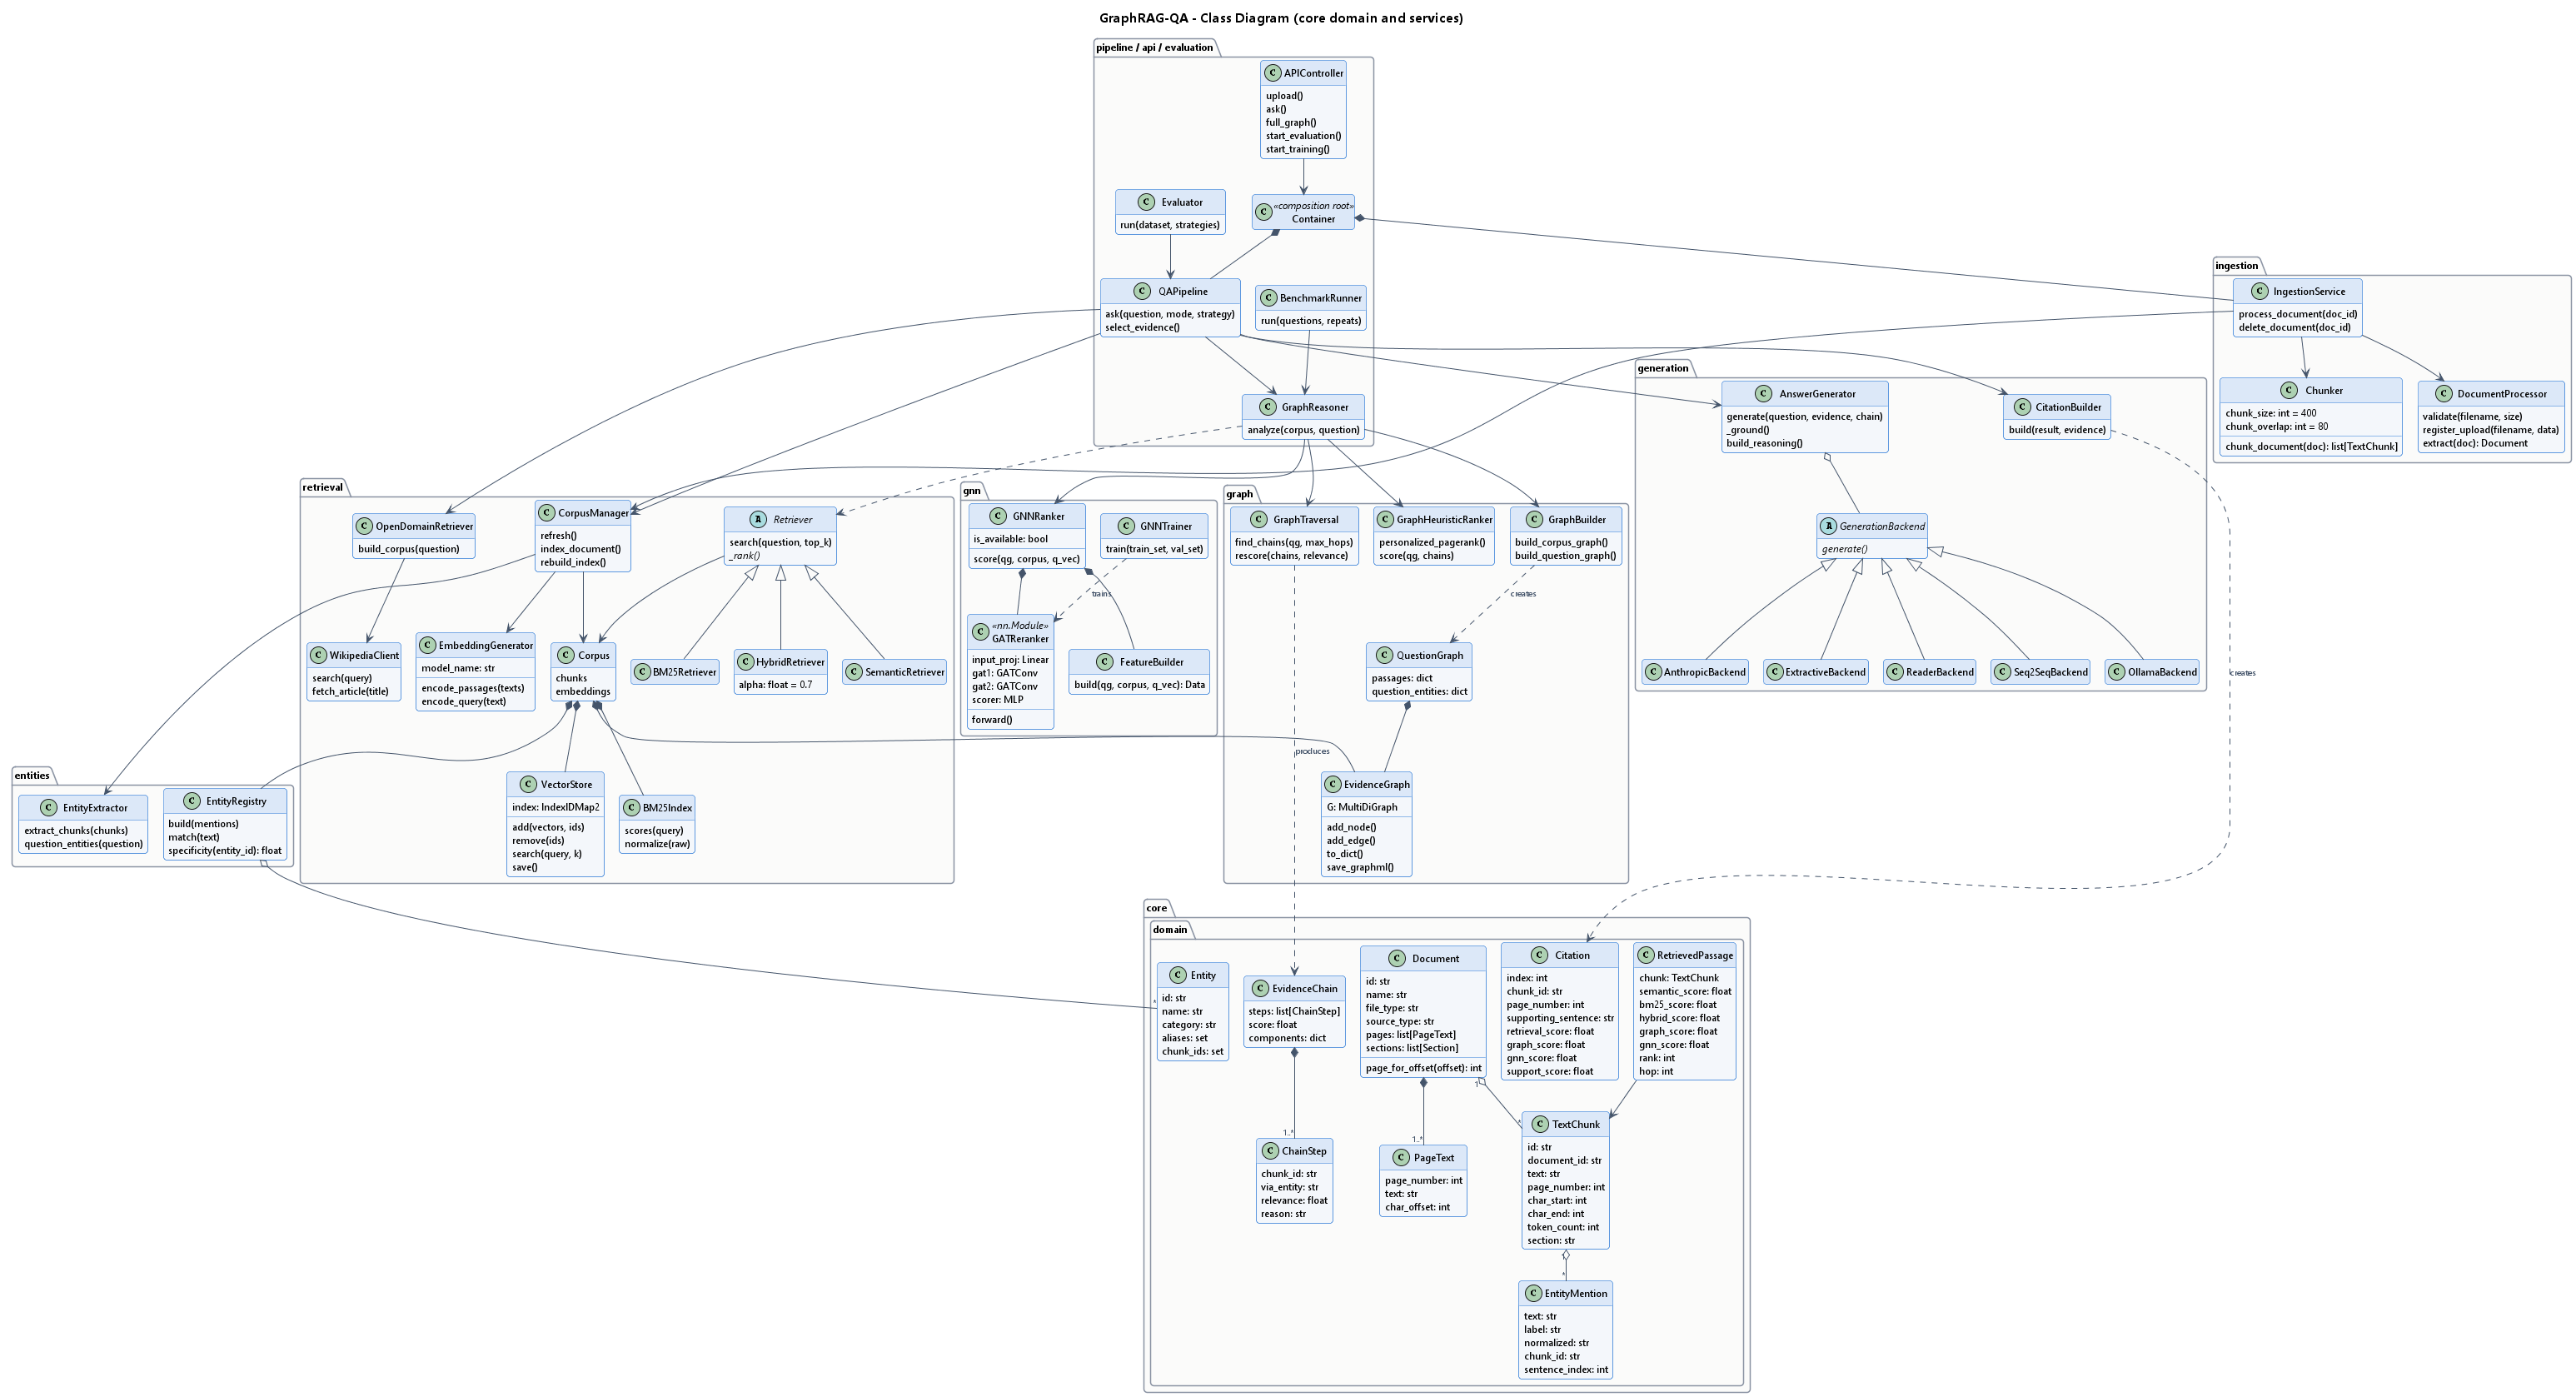 GraphRAG-QA - Class Diagram (core domain and services)
pipeline / api / evaluation
C APIController
upload()
ask()
full_graph()
start_evaluation()
start_training()
C Evaluator
run(dataset, strategies)
C «composition root»
Container
C QAPipeline
ask(question, mode, strategy)
select_evidence()
C BenchmarkRunner
run(questions, repeats)
C GraphReasoner
analyze(corpus, question)
ingestion
C IngestionService
process_document(doc_id)
delete_document(doc_id)
C Chunker
chunk_size: int = 400
chunk_overlap: int = 80
chunk_document(doc): list[TextChunk]
C DocumentProcessor
validate(filename, size)
register_upload(filename, data)
extract(doc): Document
generation
C AnswerGenerator
generate(question, evidence, chain)
_ground()
build_reasoning()
C CitationBuilder
build(result, evidence)
A GenerationBackend
generate()
C AnthropicBackend
C ExtractiveBackend
C ReaderBackend
C Seq2SeqBackend
C OllamaBackend
creates
retrieval
C OpenDomainRetriever
build_corpus(question)
C CorpusManager
refresh()
index_document()
rebuild_index()
A Retriever
search(question, top_k)
_rank()
C WikipediaClient
search(query)
fetch_article(title)
C EmbeddingGenerator
model_name: str
encode_passages(texts)
encode_query(text)
C Corpus
chunks
embeddings
C BM25Retriever
C HybridRetriever
alpha: float = 0.7
C SemanticRetriever
C VectorStore
index: IndexIDMap2
add(vectors, ids)
remove(ids)
search(query, k)
save()
C BM25Index
scores(query)
normalize(raw)
gnn
C GNNRanker
is_available: bool
score(qg, corpus, q_vec)
C GNNTrainer
train(train_set, val_set)
trains
C «nn.Module»
GATReranker
input_proj: Linear
gat1: GATConv
gat2: GATConv
scorer: MLP
forward()
C FeatureBuilder
build(qg, corpus, q_vec): Data
graph
C GraphTraversal
find_chains(qg, max_hops)
rescore(chains, relevance)
C GraphHeuristicRanker
personalized_pagerank()
score(qg, chains)
C GraphBuilder
build_corpus_graph()
build_question_graph()
creates
C QuestionGraph
passages: dict
question_entities: dict
produces
C EvidenceGraph
G: MultiDiGraph
add_node()
add_edge()
to_dict()
save_graphml()
entities
C EntityExtractor
extract_chunks(chunks)
question_entities(question)
C EntityRegistry
build(mentions)
match(text)
specificity(entity_id): float
core
domain
C Entity
id: str
name: str
category: str
aliases: set
chunk_ids: set
*
C EvidenceChain
steps: list[ChainStep]
score: float
components: dict
C Document
id: str
name: str
file_type: str
source_type: str
pages: list[PageText]
sections: list[Section]
page_for_offset(offset): int
C Citation
index: int
chunk_id: str
page_number: int
supporting_sentence: str
retrieval_score: float
graph_score: float
gnn_score: float
support_score: float
C RetrievedPassage
chunk: TextChunk
semantic_score: float
bm25_score: float
hybrid_score: float
graph_score: float
gnn_score: float
rank: int
hop: int
1
*
1..*
1..*
C ChainStep
chunk_id: str
via_entity: str
relevance: float
reason: str
C PageText
page_number: int
text: str
char_offset: int
C TextChunk
id: str
document_id: str
text: str
page_number: int
char_start: int
char_end: int
token_count: int
section: str
1
*
C EntityMention
text: str
label: str
normalized: str
chunk_id: str
sentence_index: int